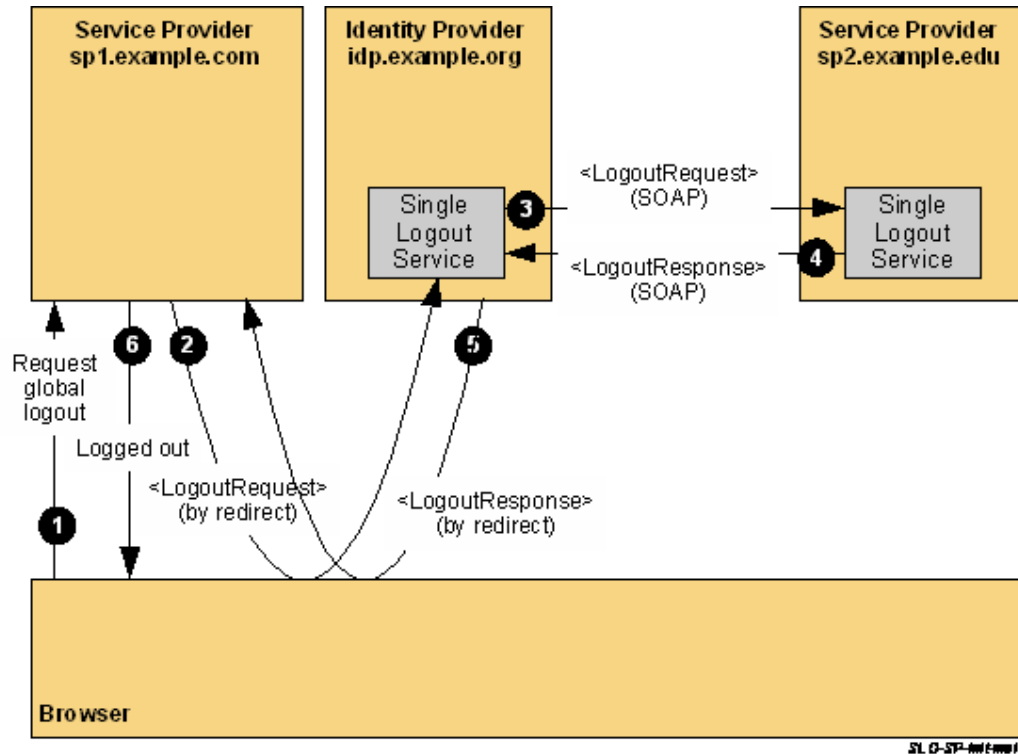 Service Provider
sp1.example.com
Identity Provider
idp.example.org
Service Provider
sp2.example.edu
<LogoutRequest>
(SOAP)
Single
Logout
Service
3
Single
Logout
Service
4
<LogoutResponse>
(SOAP)
6
2
5
Request
global
logout
Logged out
<LogoutRequest>
(by redirect)
<LogoutResponse>
(by redirect)
1
Browser